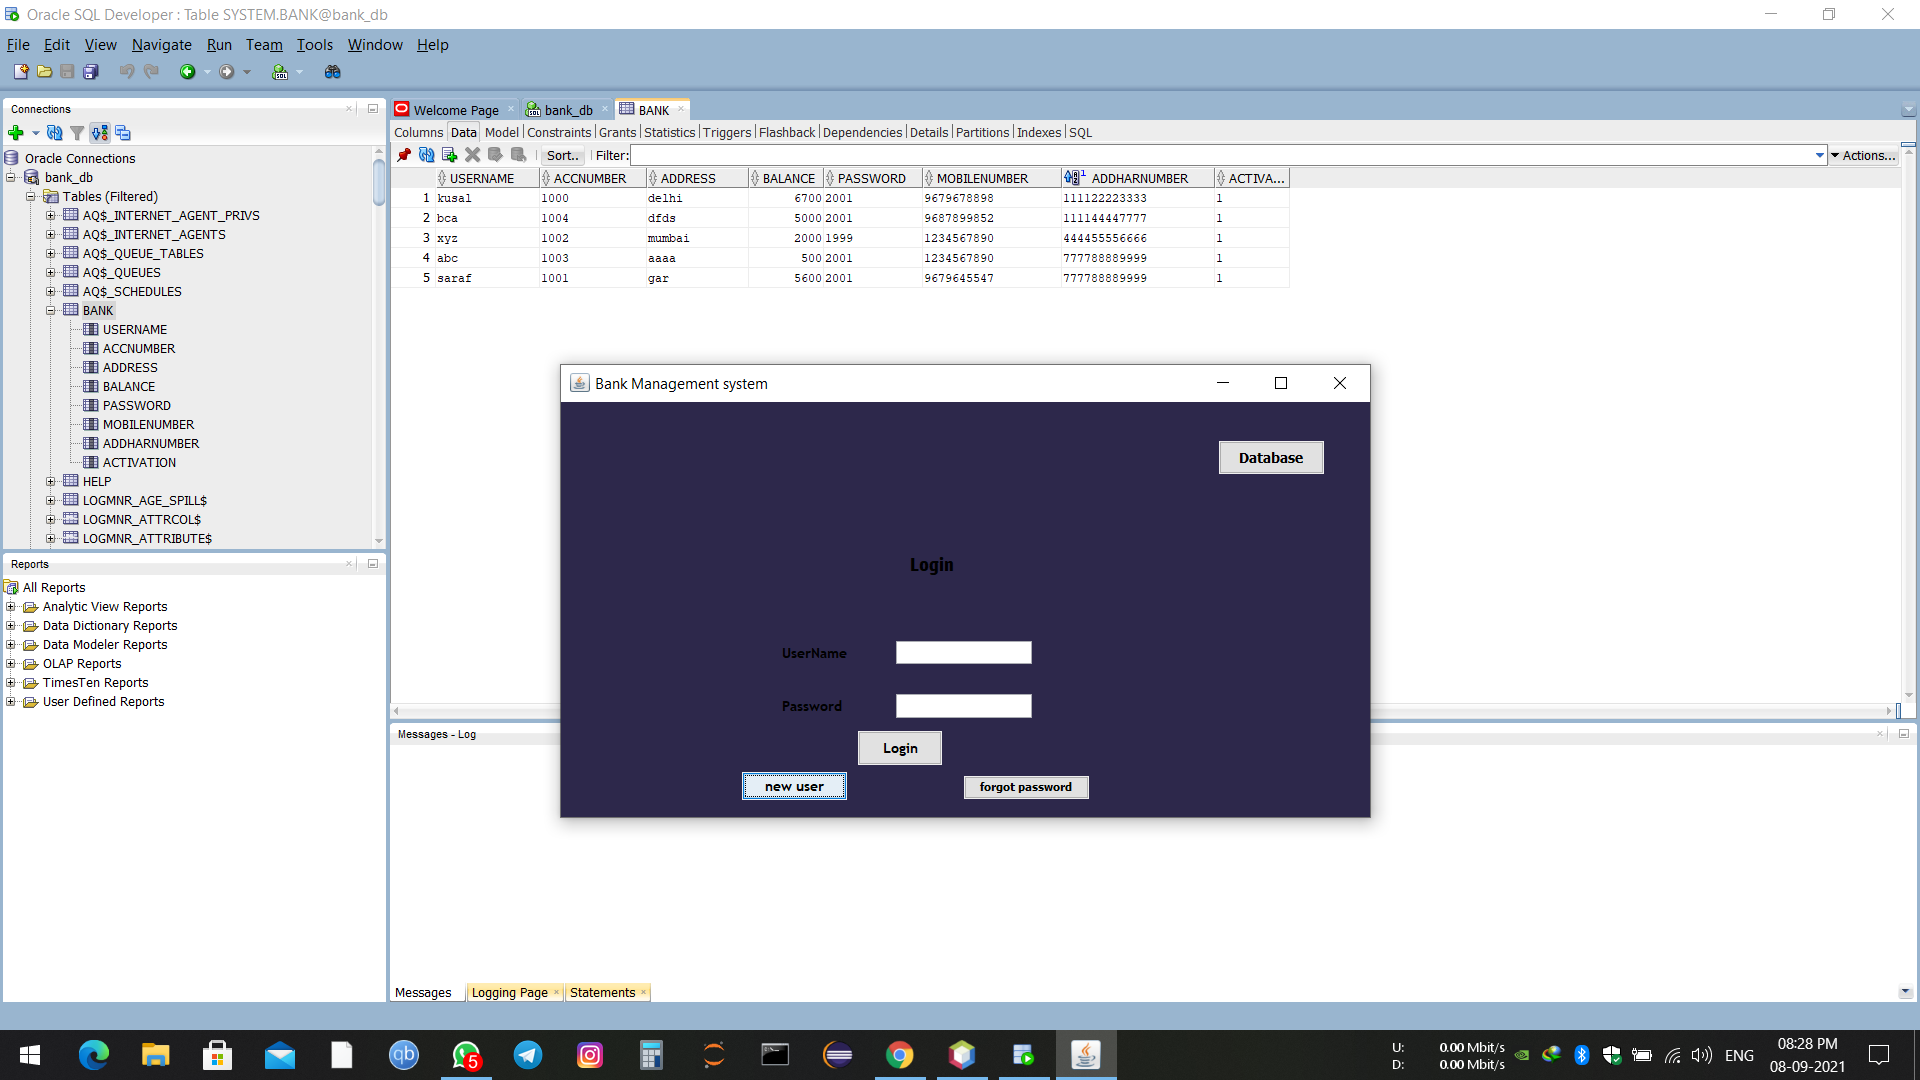 Oracle SQL Developer : Table SYSTEM.BANK@bank_db
File Edit View Navigate Run Team Tools Window Help
Connections
Oracle Connections
bank_db
Tables (Filtered)
AQ$_INTERNET_AGENT_PRIVS
AQ$_INTERNET_AGENTS
AQ$_QUEUE_TABLES
AQ$_QUEUES
AQ$_SCHEDULES
BANK
USERNAME
ACCNUMBER
ADDRESS
BALANCE
PASSWORD
MOBILENUMBER
ADDHARNUMBER
ACTIVATION
HELP
LOGMNR_AGE_SPILL$
LOGMNR_ATTRCOL$
LOGMNR_ATTRIBUTE$
Reports
All Reports
Analytic View Reports
Data Dictionary Reports
Data Modeler Reports
OLAP Reports
TimesTen Reports
User Defined Reports
Welcome Page bank_db BANK
Columns Data Model Constraints Grants Statistics Triggers Flashback Dependencies Details Partitions Indexes SQL
Sort.. Filter: Actions...
USERNAME ACCNUMBER ADDRESS BALANCE PASSWORD MOBILENUMBER ADDHARNUMBER ACTIVA...
1 kusal 1000 delhi 6700 2001 9679678898 111122223333 1
2 bca 1004 dfds 5000 2001 9687899852 111144447777 1
3 xyz 1002 mumbai 2000 1999 1234567890 444455556666 1
4 abc 1003 aaaa 500 2001 1234567890 777788889999 1
5 saraf 1001 gar 5600 2001 9679645547 777788889999 1
Bank Management system
Database
Login
UserName
Password
Login
new user forgot password
Messages - Log
Messages Logging Page Statements
qb
5
U: 0.00 Mbit/s
D: 0.00 Mbit/s
ENG
08:28 PM
08-09-2021